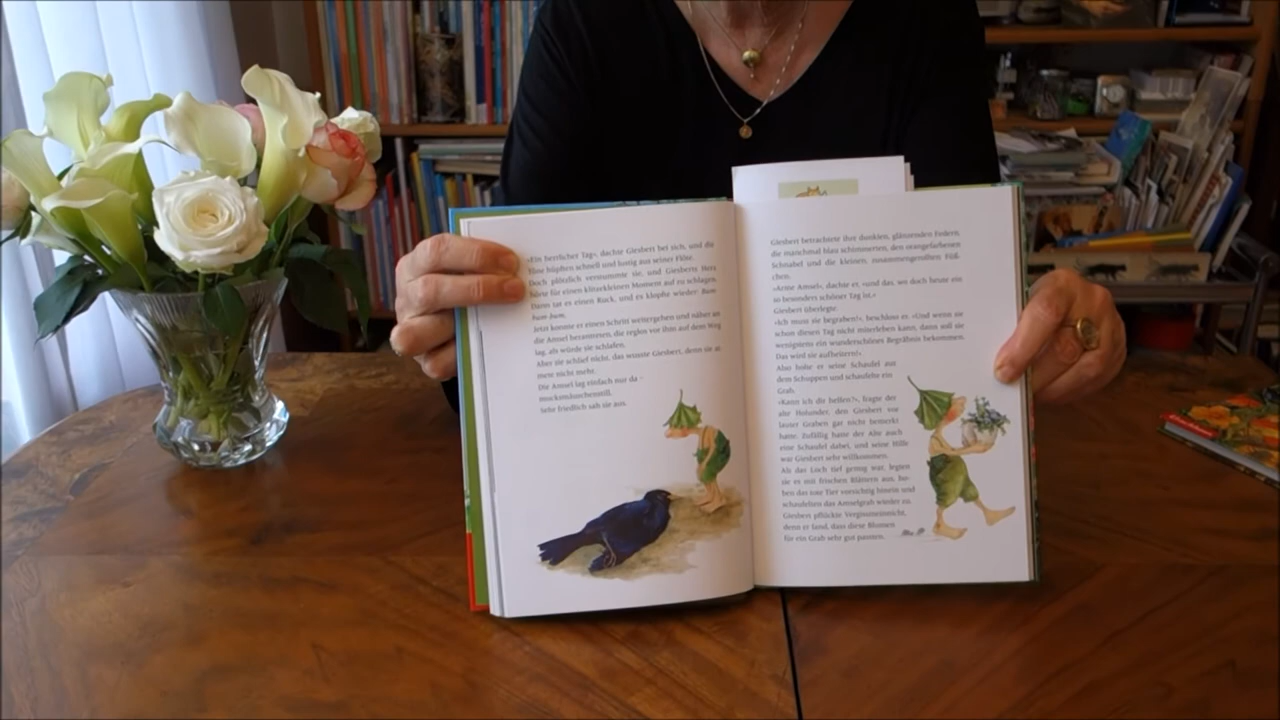 »Ein herrlicher Tag«, dachte Giesbert bei sich, und die
Töne hüpften schnell und lustig aus seiner Flöte.
Doch plötzlich verstummte sie, und Giesberts Herz
hörte für einen klitzekleinen Moment auf zu schlagen.
Dann tat es einen Ruck, und es klopfte wieder: Bum
bum bum.
Jetzt konnte er einen Schritt weitergehen und näher an
die Amsel herantreten, die reglos vor ihm auf dem Weg
lag, als würde sie schlafen.
Aber sie schlief nicht, das wusste Giesbert, denn sie at-
mete nicht mehr.
Die Amsel lag einfach nur da –
mucksmäuschenstill.
Sehr friedlich sah sie aus.
Giesbert betrachtete ihre dunklen, glänzenden Federn,
die manchmal blau schimmerten, den orangefarbenen
Schnabel und die kleinen, zusammengerollten Füß-
chen.
»Arme Amsel«, dachte er, »und das, wo doch heute ein
so besonders schöner Tag ist.«
Giesbert überlegte.
»Ich muss sie begraben!«, beschloss er. »Und wenn sie
schon diesen Tag nicht miterleben kann, dann soll sie
wenigstens ein wunderschönes Begräbnis bekommen.
Das wird sie aufheitern!«
Also holte er seine Schaufel aus
dem Schuppen und schaufelte ein
Grab.
»Kann ich dir helfen?«, fragte der
alte Holunder, den Giesbert vor
lauter Graben gar nicht bemerkt
hatte. Zufällig hatte der Alte auch
eine Schaufel dabei, und seine Hilfe
war Giesbert sehr willkommen.
Als das Loch tief genug war, legten
sie es mit frischen Blättern aus, ho-
ben das tote Tier vorsichtig hinein und
schaufelten das Amselgrab wieder zu.
Giesbert pflückte Vergissmeinnicht,
denn er fand, dass diese Blumen
für ein Grab sehr gut passten.